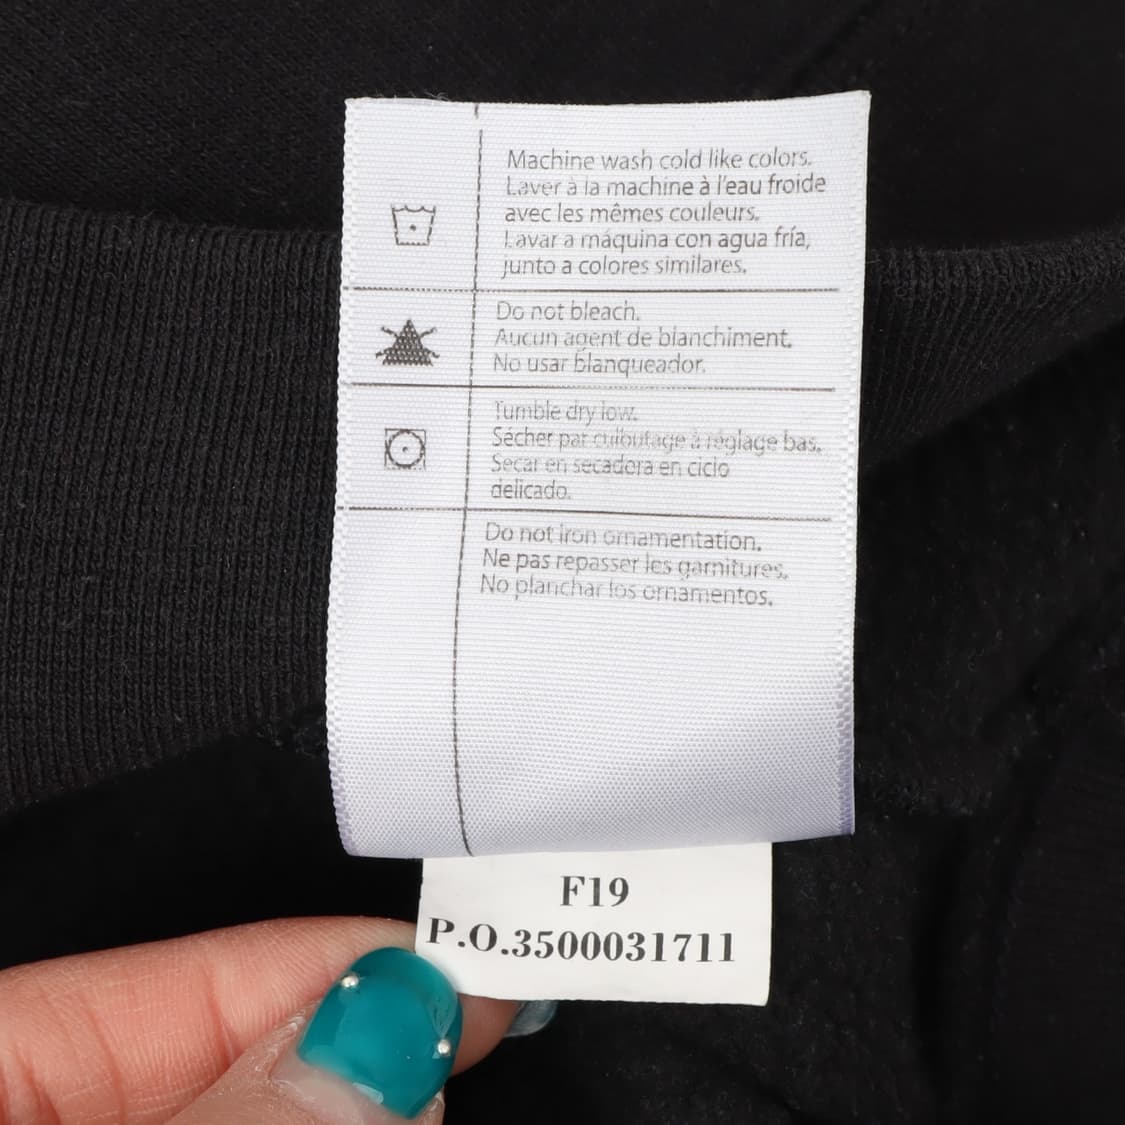 Machine wash cold like colors.
Laver à la machine à l'eau froide
avec les mêmes couleurs.
Lavar a máquina con agua fría,
junto a colores similares.
Do not bleach.
Aucun agent de blanchiment.
No usar blanqueador.
Tumble dry low.
Sécher par culbutage à réglage bas.
Secar en secadora en ciclo
delicado.
Do not iron ornamentation.
Ne pas repasser les garnitures.
No planchar los ornamentos.
F19
P.O.3500031711